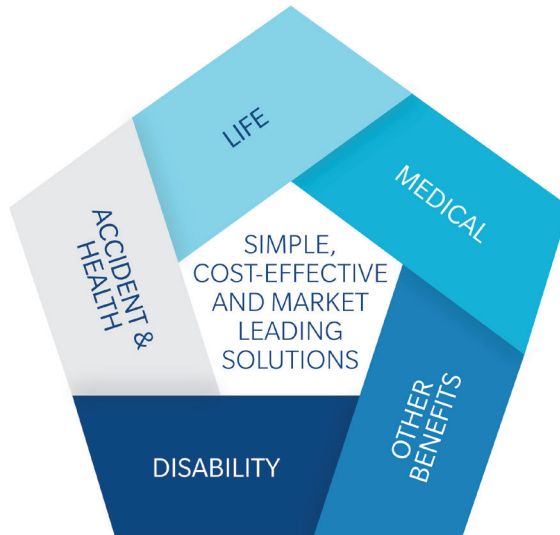 LIFE
MEDICAL
ACCIDENT &
HEALTH
SIMPLE,
COST-EFFECTIVE
AND MARKET
LEADING
SOLUTIONS
OTHER
BENEFITS
DISABILITY